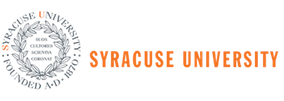 SYRACUSE UNIVERSITY
FOUNDED A·D·1870
SUOS
CULTORES
SCIENTIA
CORONAT
SYRACUSE UNIVERSITY